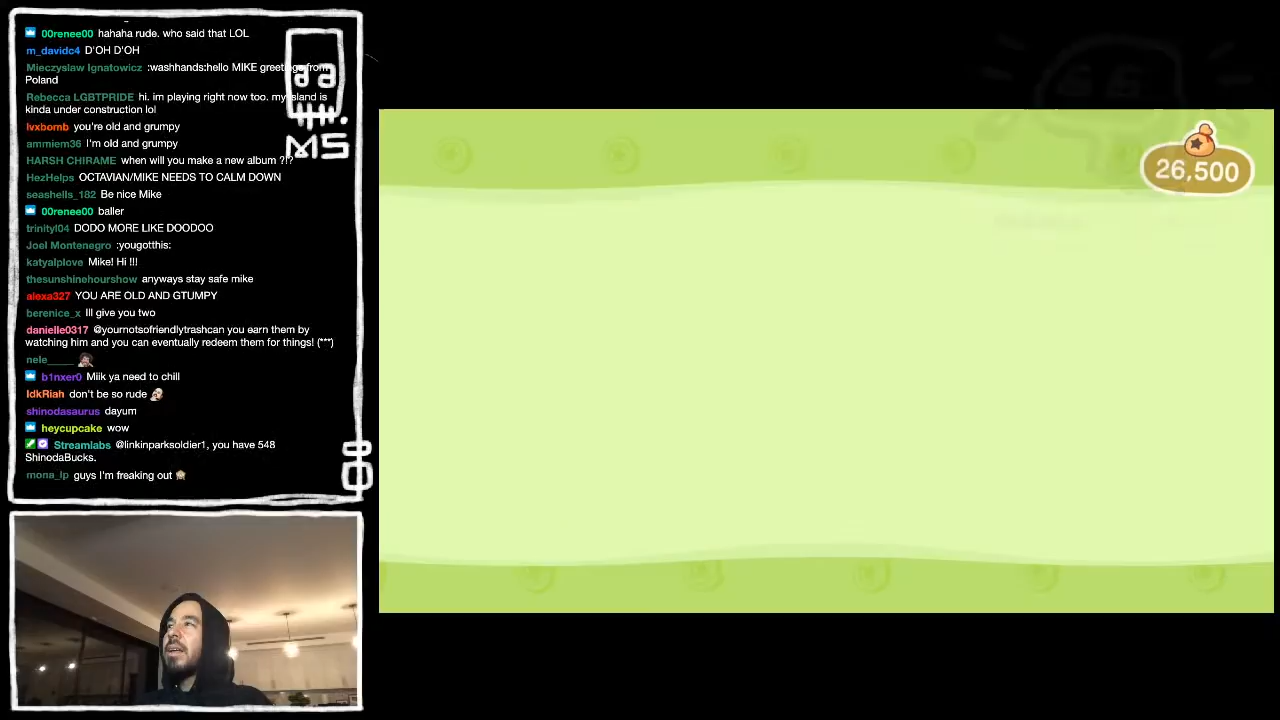 00renee00 hahaha rude. who said that LOL
m_davidc4 D'OH D'OH
Mieczyslaw Ignatowicz :washhands:hello MIKE greetings from
Poland
Rebecca LGBTPRIDE hi. im playing right now too. my island is
kinda under construction lol
lvxbomb you're old and grumpy
ammiem36 I'm old and grumpy
HARSH CHIRAME when will you make a new album ?!?
HezHelps OCTAVIAN/MIKE NEEDS TO CALM DOWN
seashells_182 Be nice Mike
00renee00 baller
trinityl04 DODO MORE LIKE DOODOO
Joel Montenegro :yougotthis:
katyalplove Mike! Hi !!!
thesunshinehourshow anyways stay safe mike
alexa327 YOU ARE OLD AND GTUMPY
berenice_x Ill give you two
danielle0317 @yournotsofriendlytrashcan you earn them by
watching him and you can eventually redeem them for things! (***)
nele_____
b1nxer0 Miik ya need to chill
IdkRiah don't be so rude
shinodasaurus dayum
heycupcake wow
Streamlabs @linkinparksoldier1, you have 548
ShinodaBucks.
mona_lp guys I'm freaking out
MS
26,500